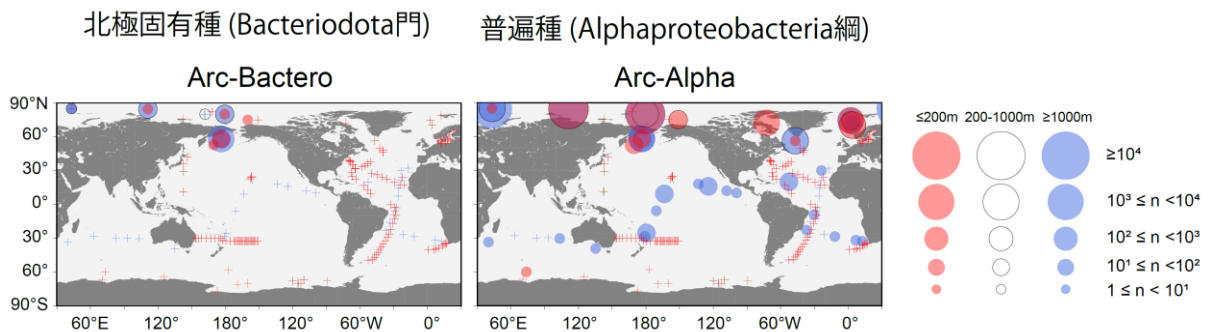 北極固有種 (Bacteriodota門)
普遍種 (Alphaproteobacteria綱)
Arc-Bactero
Arc-Alpha
90°N
60°
30°
0°
30°
60°
90°S
60°E
120°
180°
120°
60°W
0°
60°E
120°
180°
120°
60°W
0°
≤200m
200-1000m
≥1000m
≥10⁴
10³ ≤ n <10⁴
10² ≤ n <10³
10¹ ≤ n <10²
1 ≤ n < 10¹